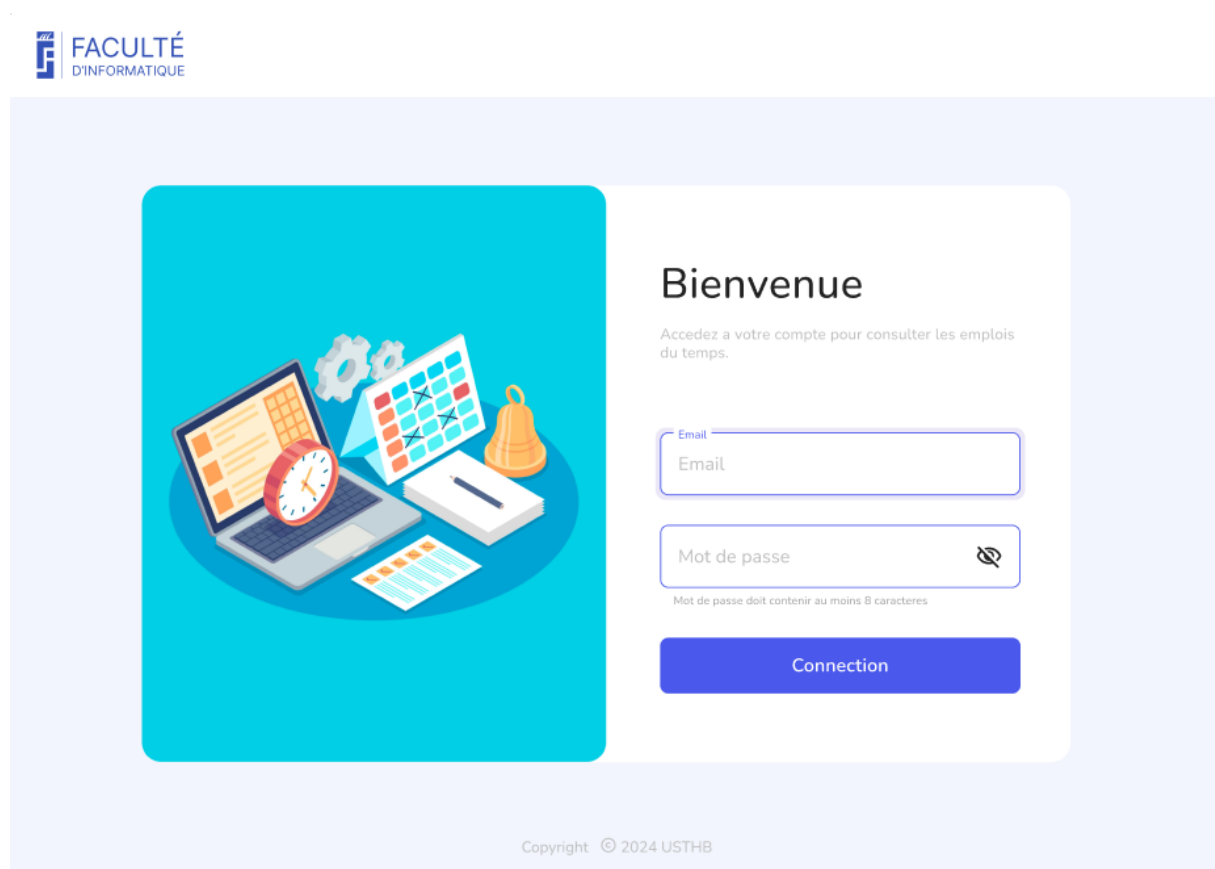 FACULTÉ
D'INFORMATIQUE
Bienvenue
Accedez a votre compte pour consulter les emplois
du temps.
Email
Email
Mot de passe
Mot de passe doit contenir au moins 8 caracteres
Connection
Copyright © 2024 USTHB